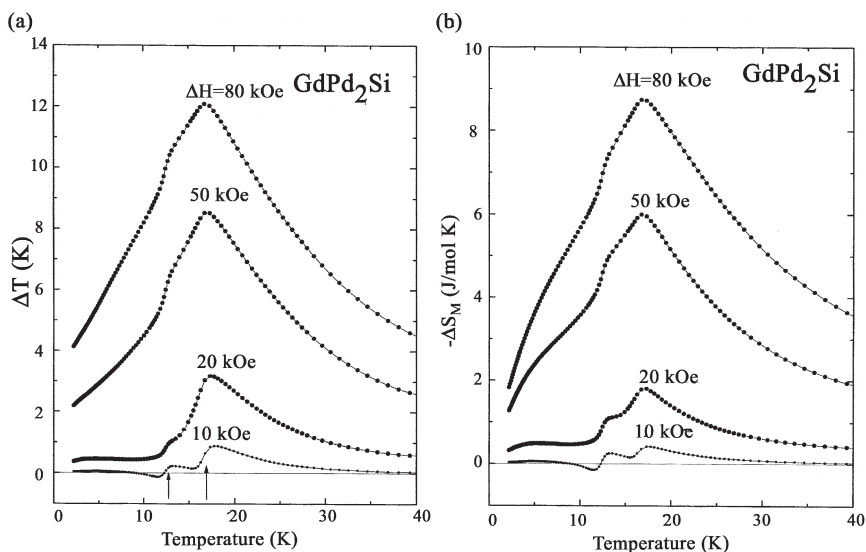 (a)
14
12
10
8
6
4
2
0
ΔT (K)
GdPd₂Si
ΔH=80 kOe
50 kOe
20 kOe
10 kOe
0 10 20 30 40
Temperature (K)
(b)
-10
8
6
4
2
0
-ΔS_M (J/mol K)
GdPd₂Si
ΔH=80 kOe
50 kOe
20 kOe
10 kOe
0 10 20 30 40
Temperature (K)